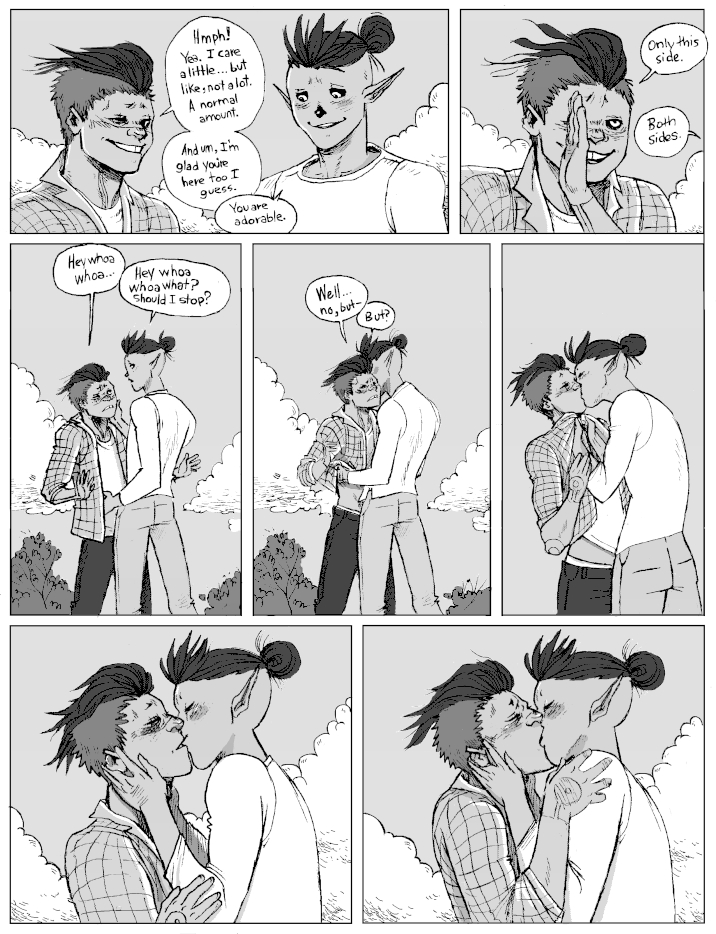 Hmph!
Yea. I care
a little... but
like, not a lot.
A normal
amount.
And um, I'm
glad you're
here too I
guess.
You are
adorable.
Only this
side.
Both
sides.
Hey whoa
whoa...
Hey whoa
whoa what?
Should I stop?
Well...
no, but-
But?